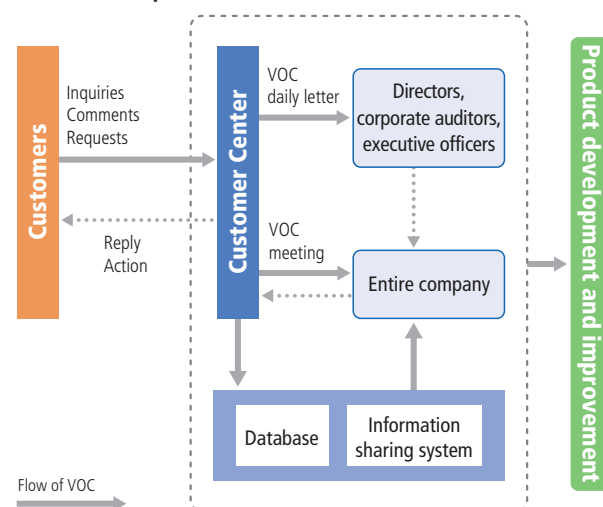 Customers
Inquiries
Comments
Requests
Reply
Action
Customer Center
VOC
daily letter
Directors,
corporate auditors,
executive officers
VOC
meeting
Entire company
Database
Information
sharing system
Product development and improvement
Flow of VOC